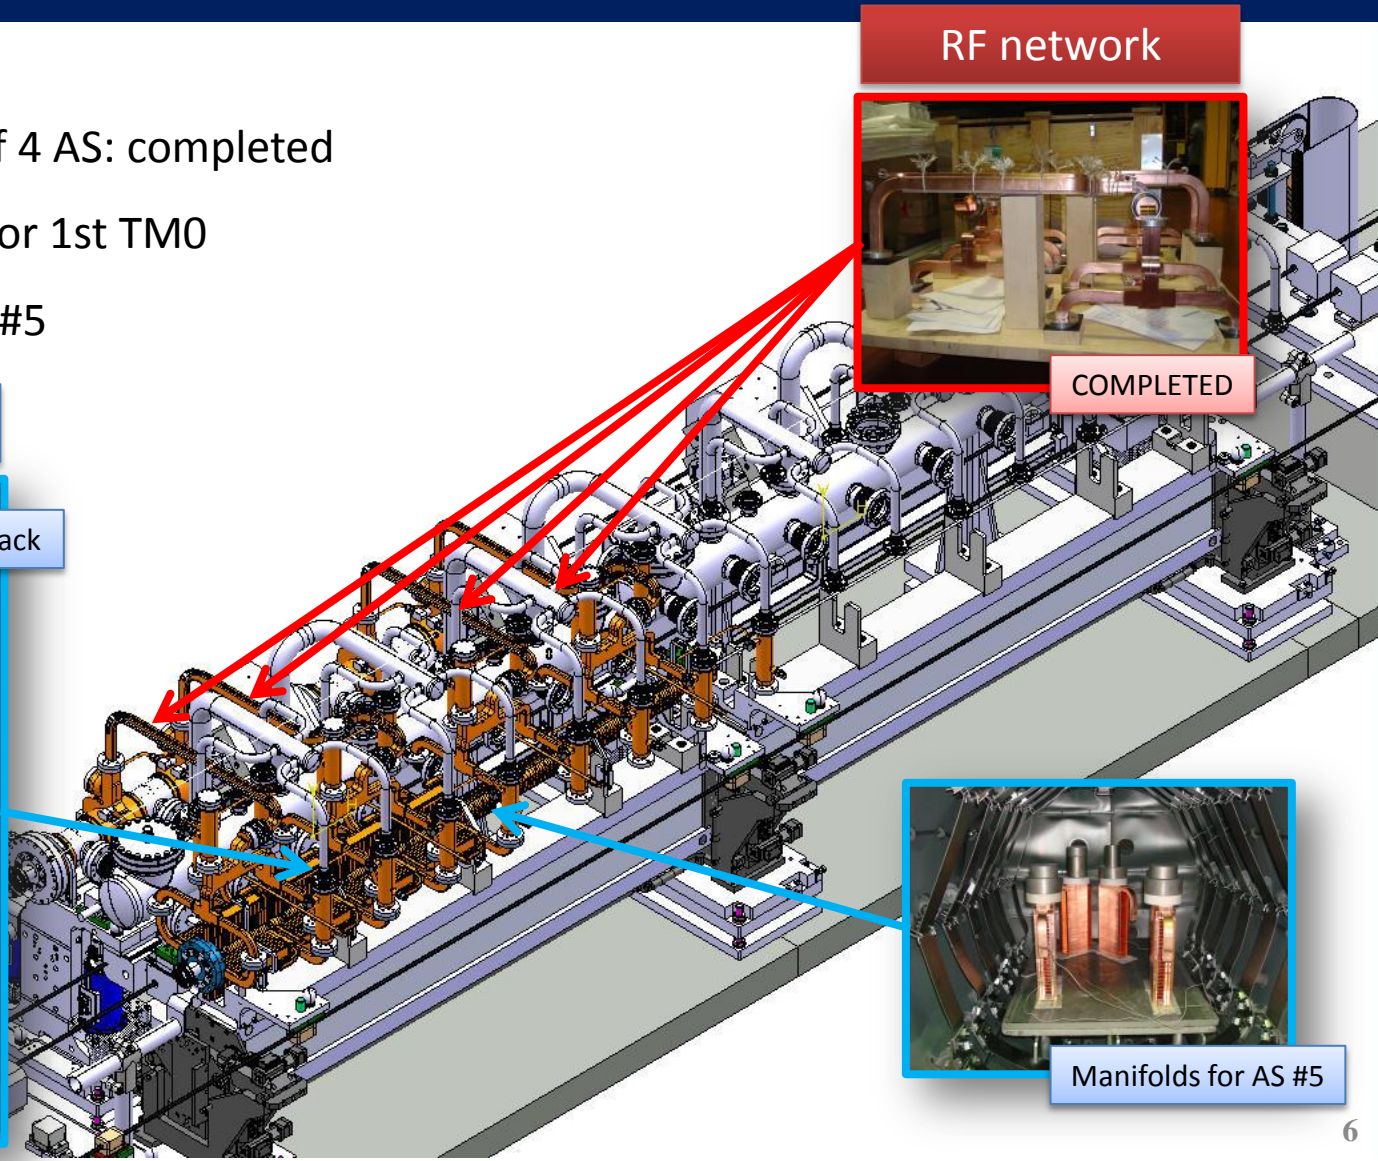 RF network
4 AS: completed
or 1st TM0
#5
COMPLETED
ack
Manifolds for AS #5
6